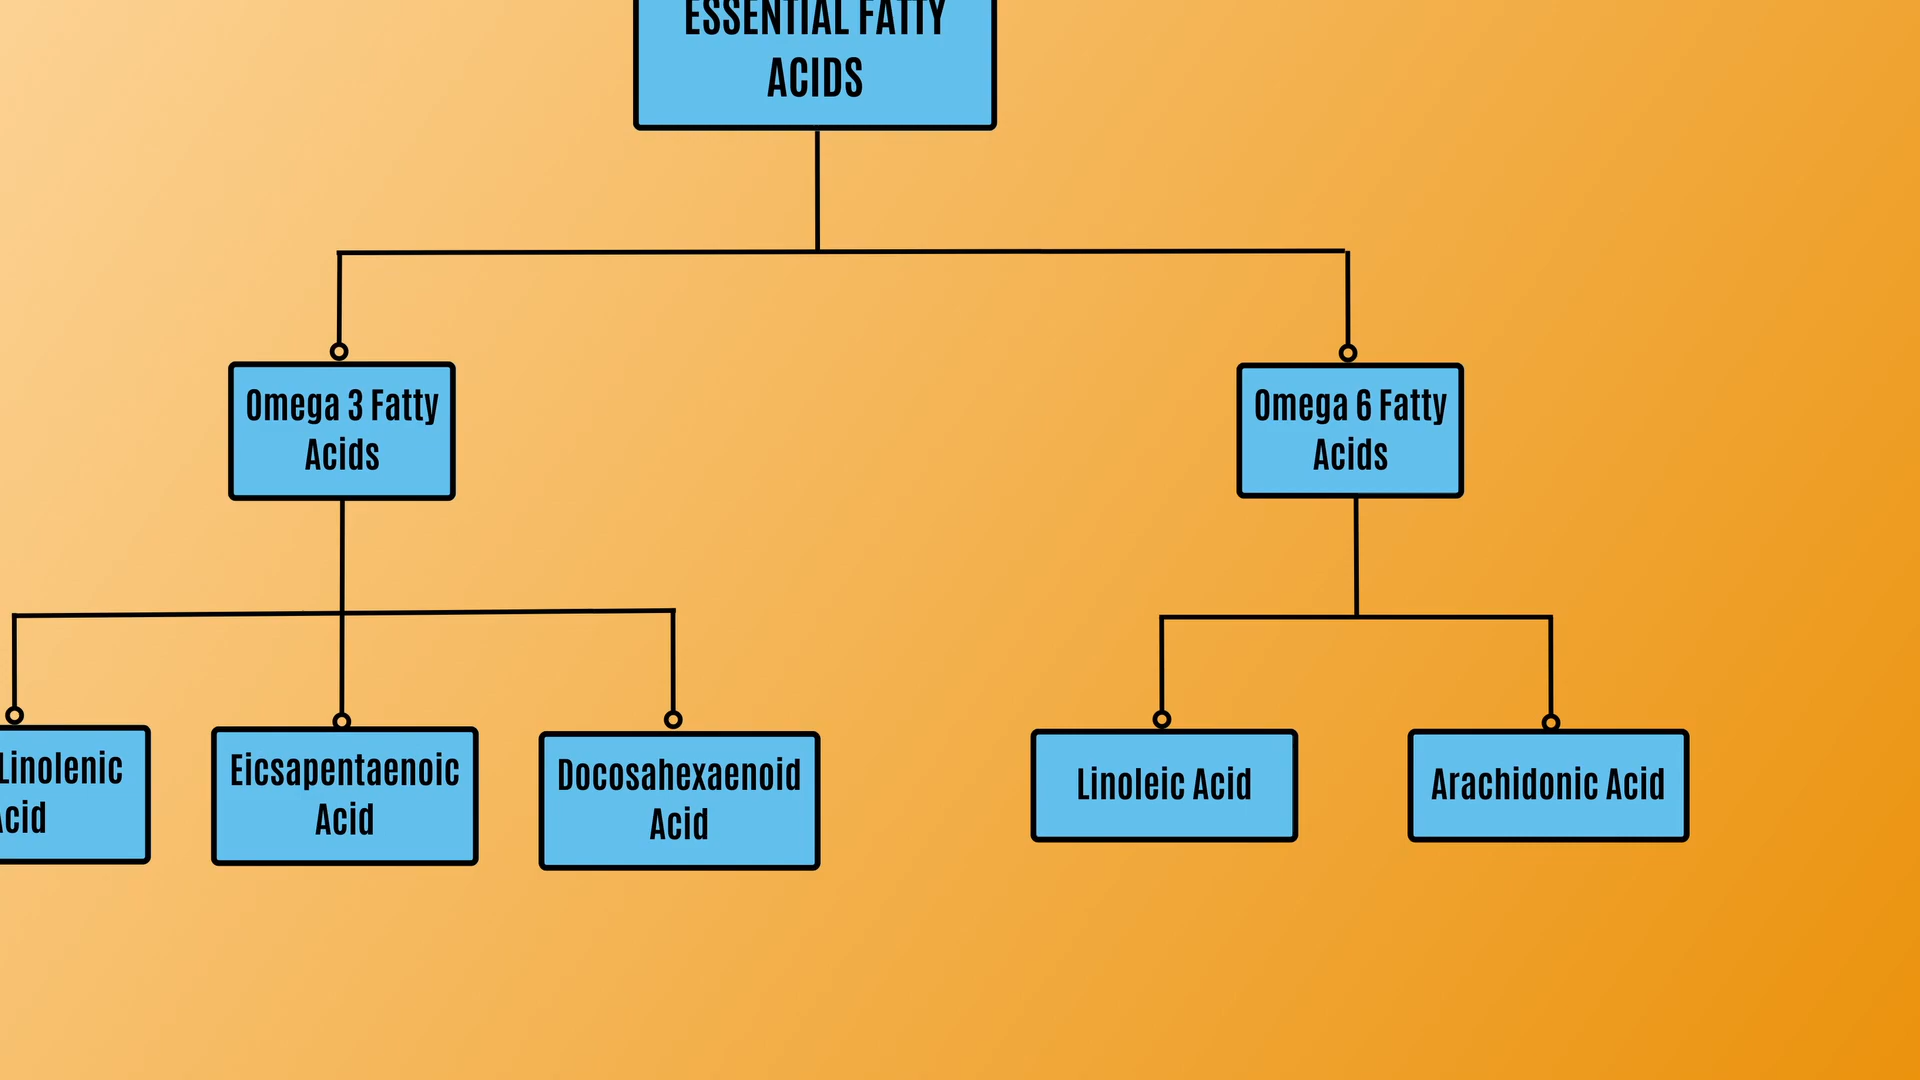 ESSENTIAL FATTY
ACIDS
Omega 3 Fatty
Acids
Omega 6 Fatty
Acids
Linolenic
Acid
Eicsapentaenoic
Acid
Docosahexaenoid
Acid
Linoleic Acid
Arachidonic Acid